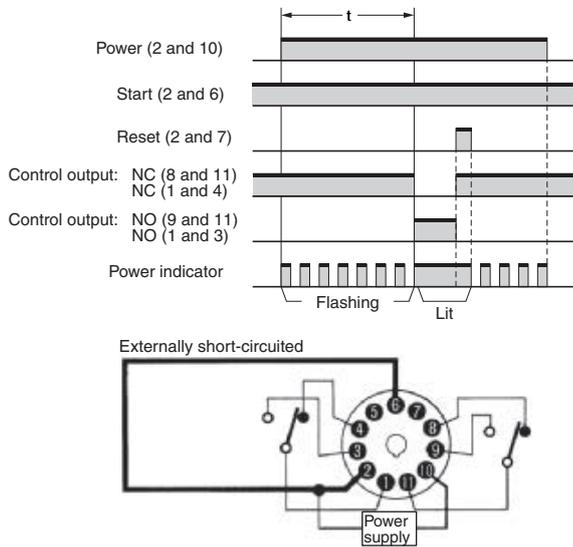 t
Power (2 and 10)
Start (2 and 6)
Reset (2 and 7)
Control output: NC (8 and 11)
NC (1 and 4)
Control output: NO (9 and 11)
NO (1 and 3)
Power indicator
Flashing
Lit
Externally short-circuited
6
5
7
4
8
3
9
2
10
1
11
Power
supply